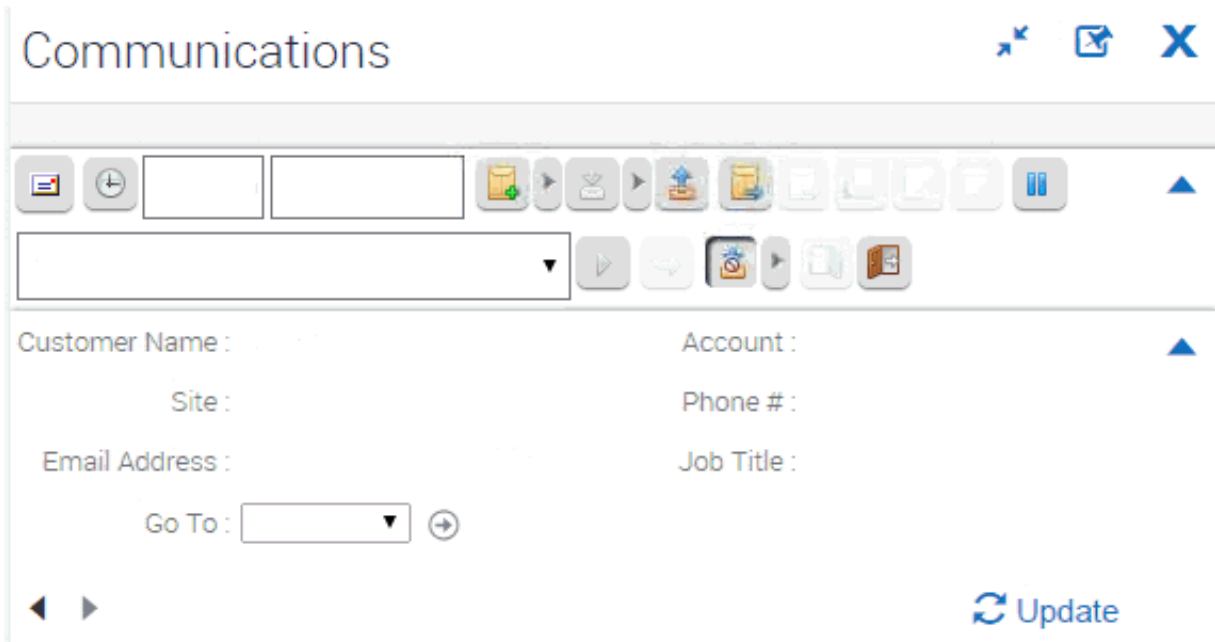 Communications
Customer Name :
Account :
Site :
Phone # :
Email Address :
Job Title :
Go To :
Update